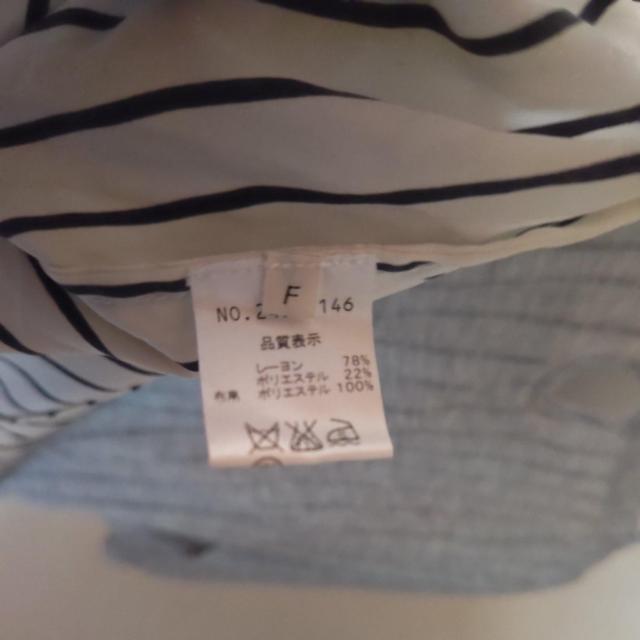 F
NO. 146
品質表示
レーヨン 78%
ポリエステル 22%
布帛 ポリエステル 100%